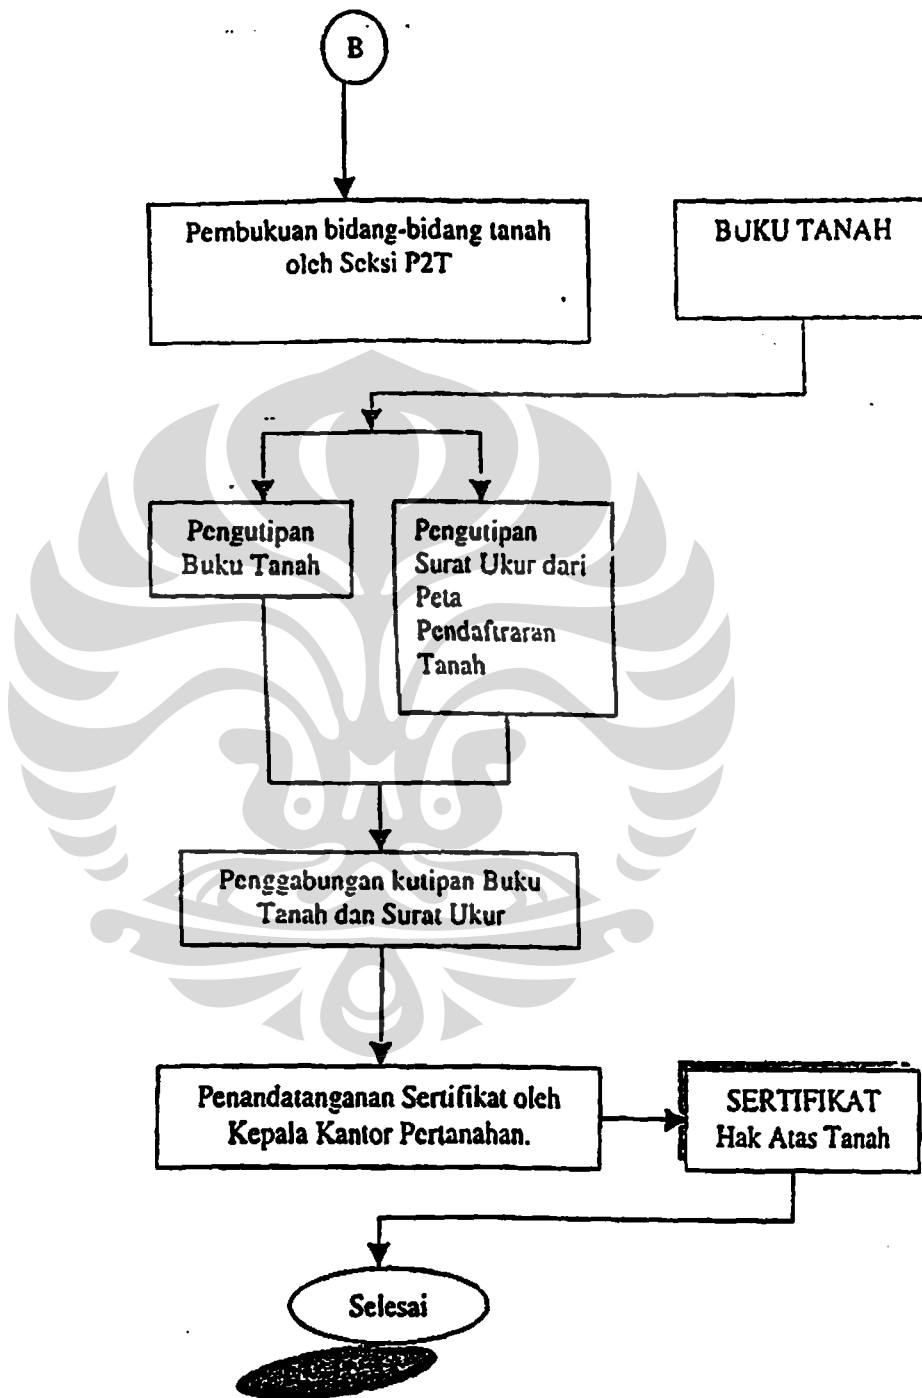 B
Pembukuan bidang-bidang tanah
oleh Seksi P2T
BUKU TANAH
Pengutipan
Buku Tanah
Pengutipan
Surat Ukur dari
Peta
Pendaftraran
Tanah
Penggabungan kutipan Buku
Tanah dan Surat Ukur
Penandatanganan Sertifikat oleh
Kepala Kantor Pertanahan.
SERTIFIKAT
Hak Atas Tanah
Selesai